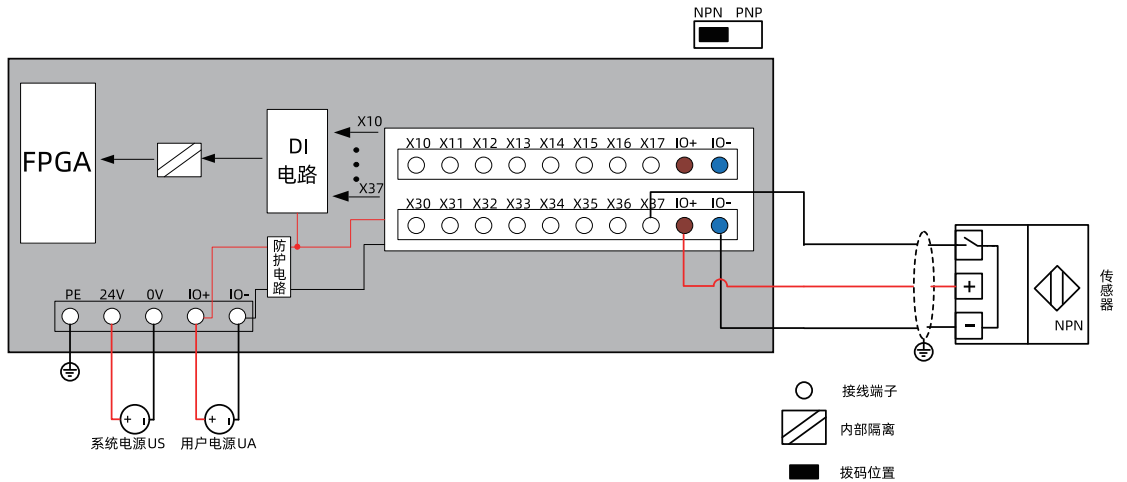 NPN PNP
FPGA
DI
电路
X10
X37
X10 X11 X12 X13 X14 X15 X16 X17 IO+ IO-
X30 X31 X32 X33 X34 X35 X36 X37 IO+ IO-
防护电路
PE 24V 0V IO+ IO-
+
-
NPN
传感器
系统电源US
用户电源UA
接线端子
内部隔离
拨码位置